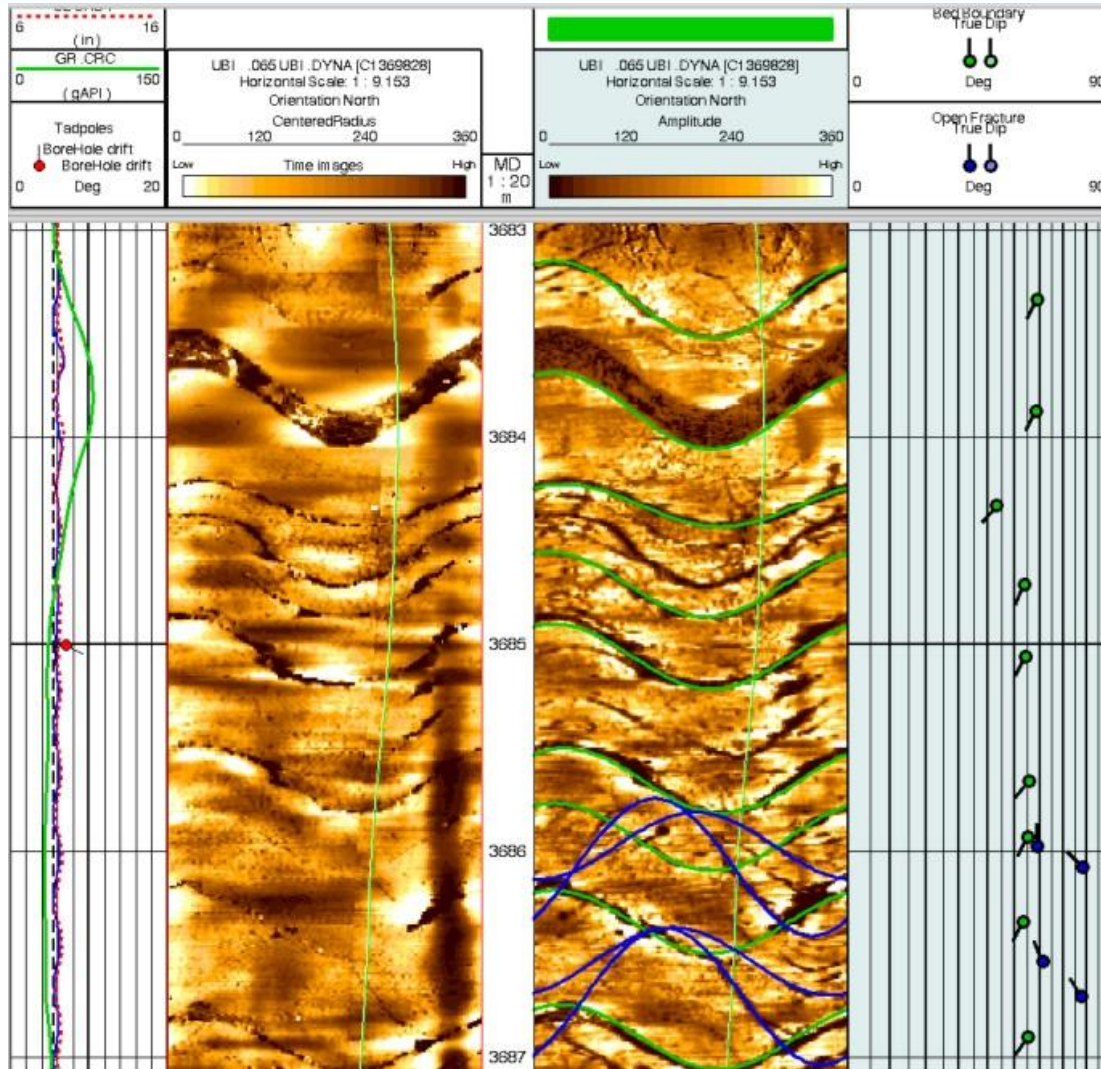 6 16
(in)
GR .CRC
0 150
(gAPI)
Tadpoles
BoreHole drift
BoreHole drift
0 Deg 20
UBI .065 UBI .DYNA [C1369828]
Horizontal Scale: 1 : 9.153
Orientation North
CenteredRadius
0 120 240 360
Low Time images High
MD
1 : 20
m
UBI .065 UBI .DYNA [C1369828]
Horizontal Scale: 1 : 9.153
Orientation North
Amplitude
0 120 240 360
Low High
Bed Boundary
True Dip
0 Deg 90
Open Fracture
True Dip
0 Deg 90
3683
3684
3685
3686
3687